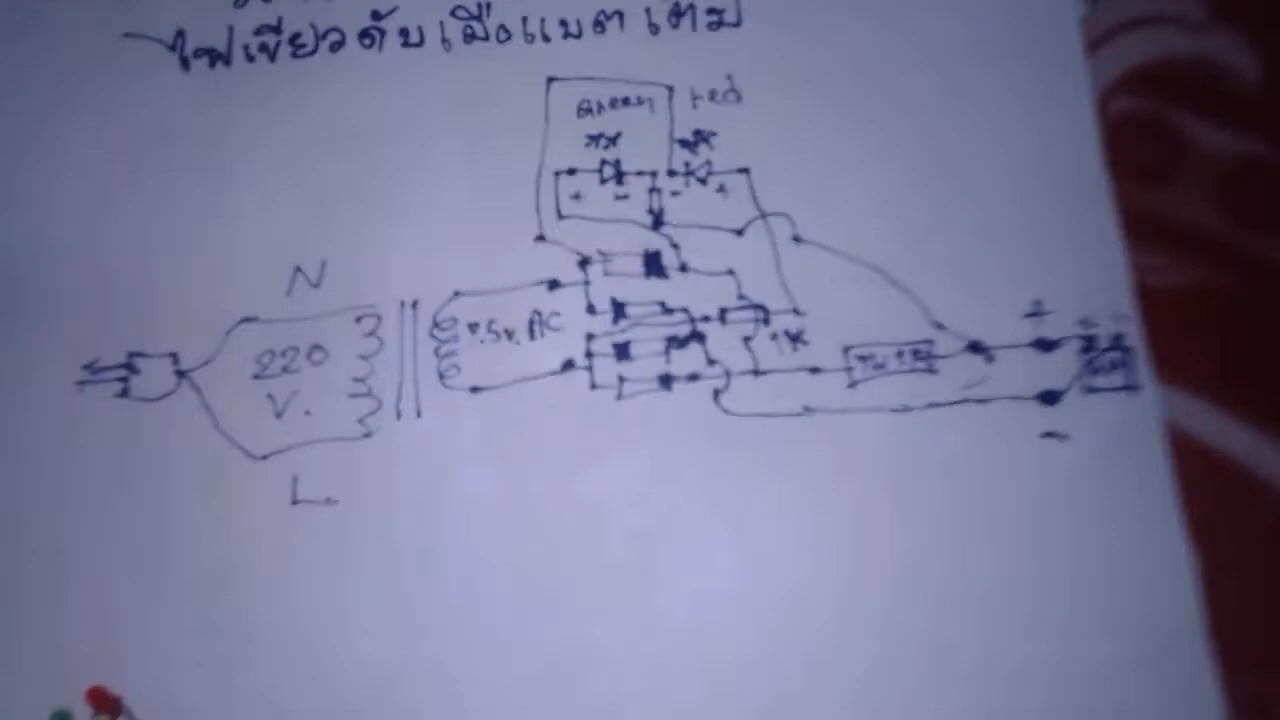 ไฟเขียวดับเมื่อแบตเต็ม
Green red
+ - - +
N
220
V.
L.
1K
+
-